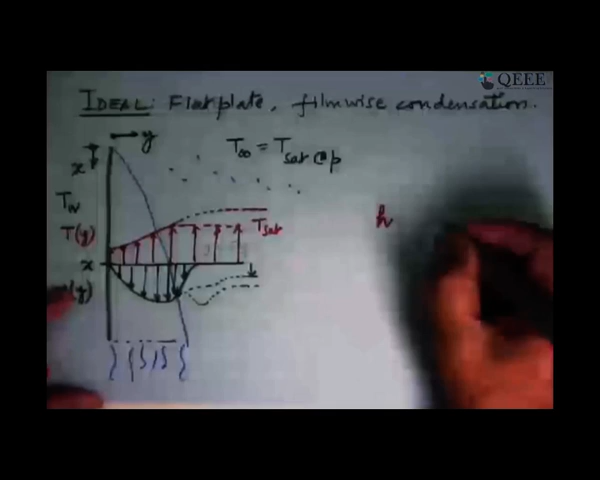 QEEE
IDEAL: Flat plate, filmwise condensation.
y
x
T∞ = Tsat@p
Tw
T(y)
Tsat
h
x
(y)